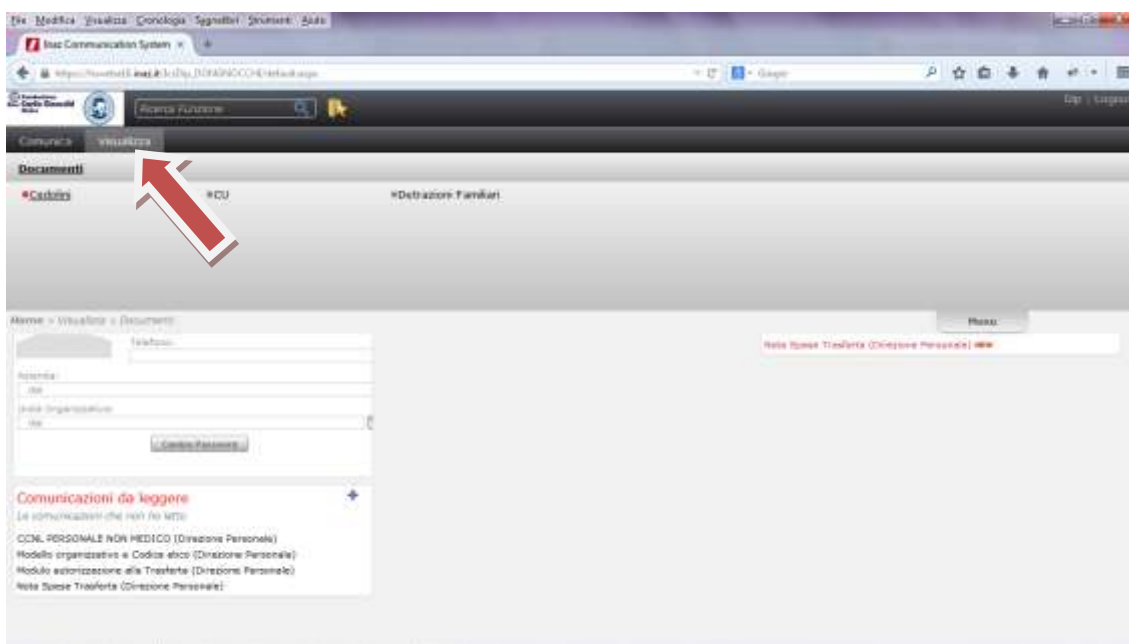 File Modifica Visualizza Cronologia Segnalibri Strumenti Aiuto
Inaz Communication System × +
Google
Ricerca Funzione
Comunica Visualizza
Documenti
Cedolini CU Detrazioni Familiari
Home » Visualizza » Documenti
Menu
Telefono:
Nota Spese Trasferta (Direzione Personale)
Azienda:
Unità Organizzativa:
Cambio Password
Comunicazioni da leggere
Le comunicazioni che non ho letto
CCNL PERSONALE NON MEDICO (Direzione Personale)
Modello organizzativo e Codice etico (Direzione Personale)
Modulo autorizzazione alla Trasferta (Direzione Personale)
Nota Spese Trasferta (Direzione Personale)